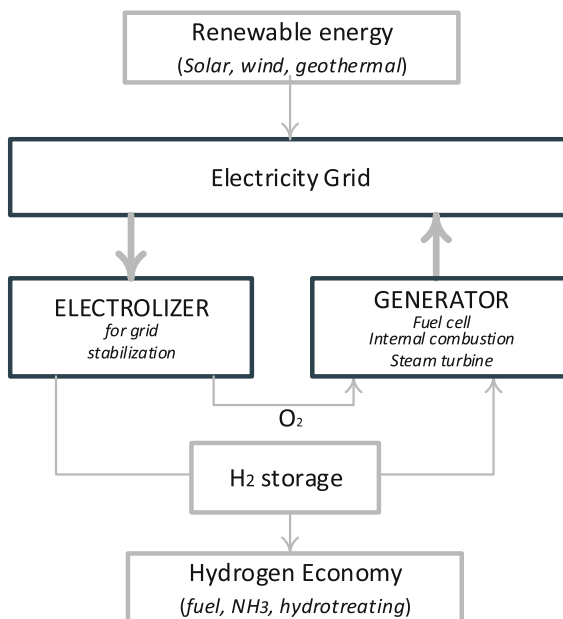 Renewable energy
(Solar, wind, geothermal)
Electricity Grid
ELECTROLIZER
for grid
stabilization
GENERATOR
Fuel cell
Internal combustion
Steam turbine
O2
H2 storage
Hydrogen Economy
(fuel, NH3, hydrotreating)